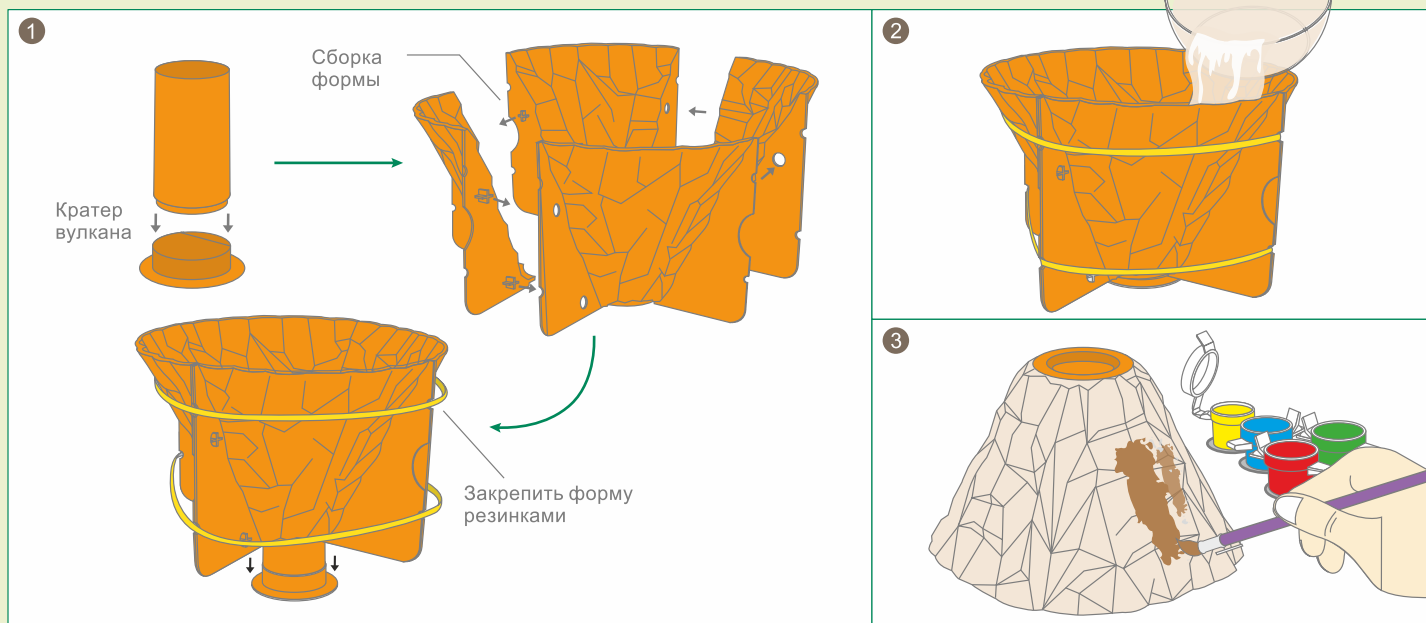 1
Сборка
формы
Кратер
вулкана
Закрепить форму
резинками
2
3